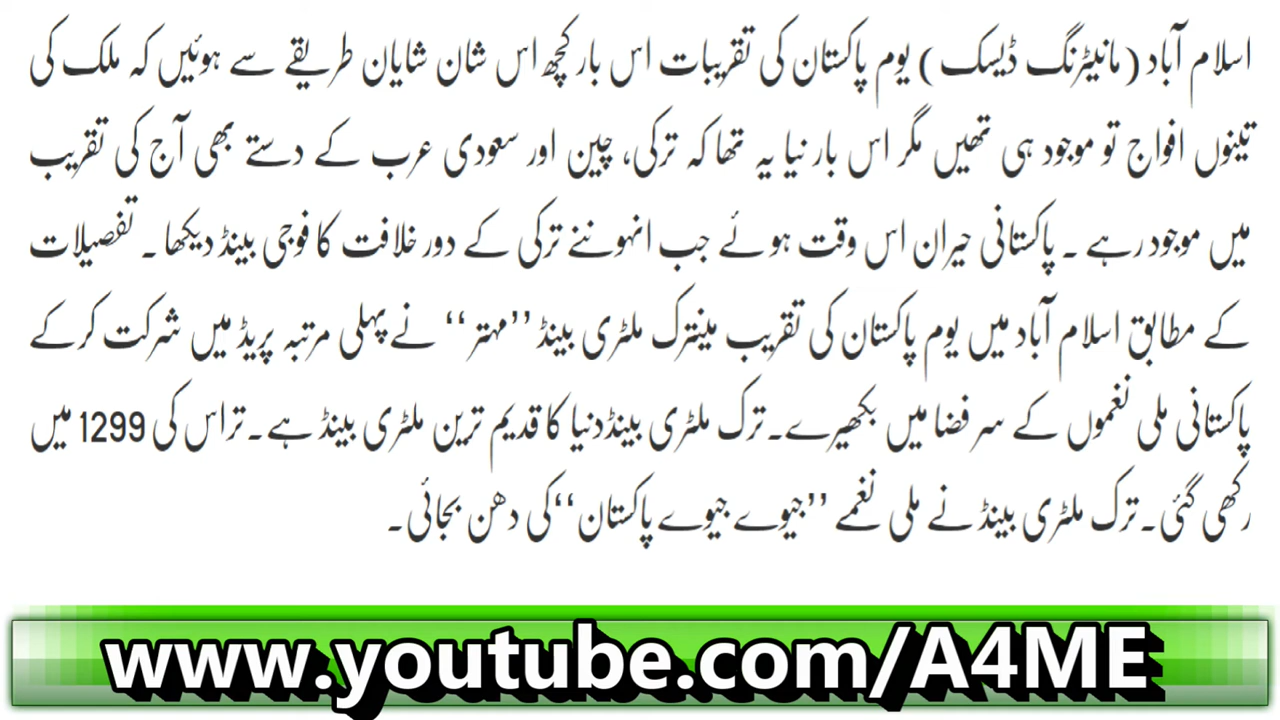 اسلام آباد (مانیٹرنگ ڈیسک) یوم پاکستان کی تقریبات اس بار کچھ اس شان شایان طریقے سے ہوئیں کہ ملک کی
تینوں افواج تو موجود ہی تھیں مگر اس بار نیا یہ تھا کہ ترکی، چین اور سعودی عرب کے دستے بھی آج کی تقریب
میں موجود رہے ۔ پاکستانی حیران اس وقت ہوئے جب انہوننے ترکی کے دور خلافت کا فوجی بینڈ دیکھا۔ تفصیلات
کے مطابق اسلام آباد میں یوم پاکستان کی تقریب مینترک ملٹری بینڈ ”مہتر“ نے پہلی مرتبہ پریڈ میں شرکت کرکے
پاکستانی ملی نغموں کے سر فضا میں بکھیرے۔ترک ملٹری بینڈدنیا کا قدیم ترین ملٹری بینڈ ہے۔تراس کی 1299 میں
رکھی گئی۔ترک ملٹری بینڈ نے ملی نغمے ”جیوے جیوے پاکستان“کی دھن بجائی۔
www.youtube.com/A4ME